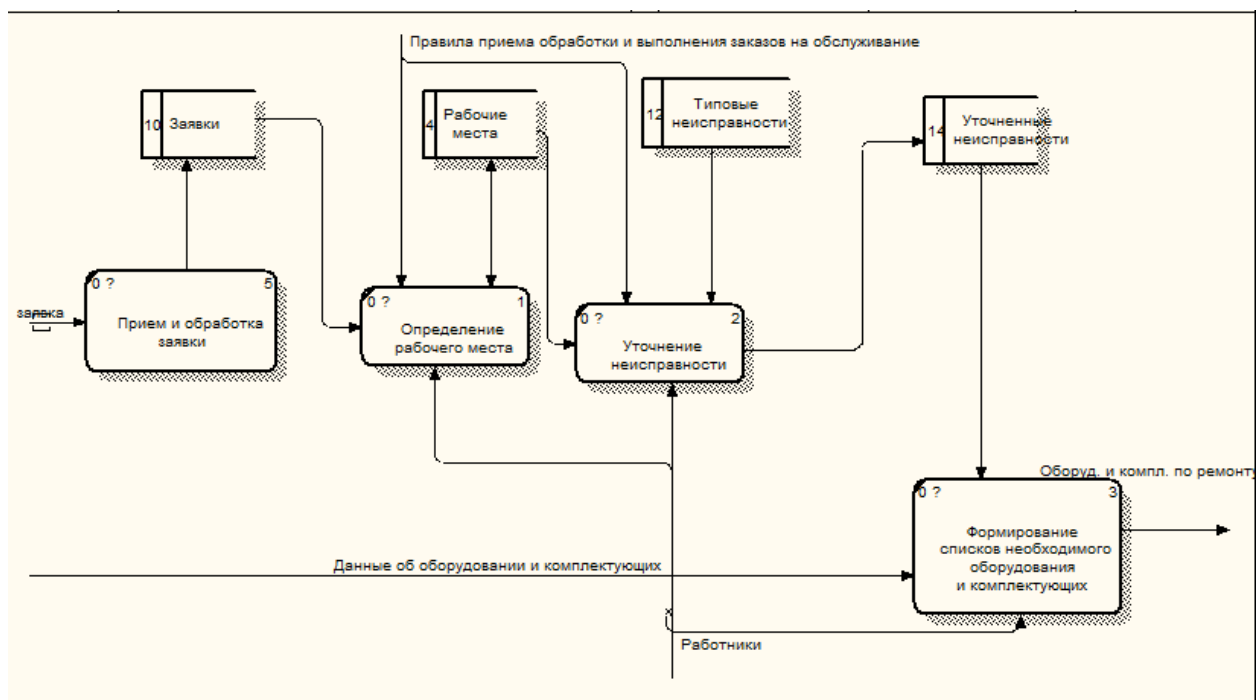 Правила приема обработки и выполнения заказов на обслуживание
10
Заявки
4
Рабочие
места
12
Типовые
неисправности
14
Уточненные
неисправности
заявка
0 ?
5
Прием и обработка
заявки
0 ?
1
Определение
рабочего места
0 ?
2
Уточнение
неисправности
Оборуд. и компл. по ремонту
0 ?
3
Формирование
списков необходимого
оборудования
и комплектующих
Данные об оборудовании и комплектующих
Работники